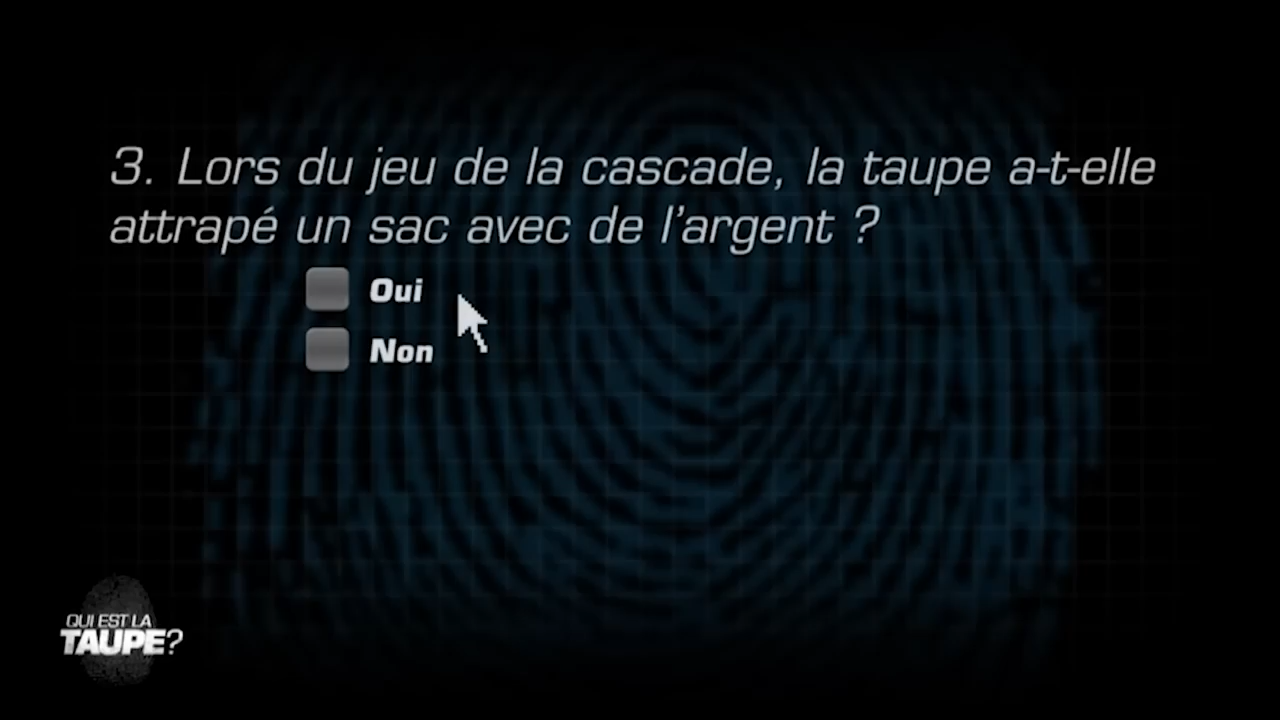 3. Lors du jeu de la cascade, la taupe a-t-elle
attrapé un sac avec de l'argent ?
Oui
Non
QUI EST LA
TAUPE?